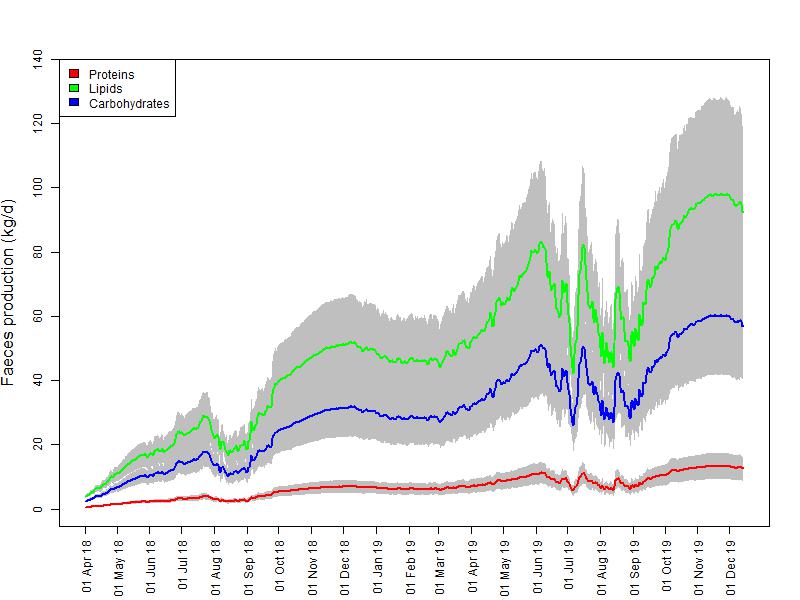 Proteins
Lipids
Carbohydrates
Faeces production (kg/d)
140
120
100
80
60
40
20
0
01 Apr 18
01 May 18
01 Jun 18
01 Jul 18
01 Aug 18
01 Sep 18
01 Oct 18
01 Nov 18
01 Dec 18
01 Jan 19
01 Feb 19
01 Mar 19
01 Apr 19
01 May 19
01 Jun 19
01 Jul 19
01 Aug 19
01 Sep 19
01 Oct 19
01 Nov 19
01 Dec 19